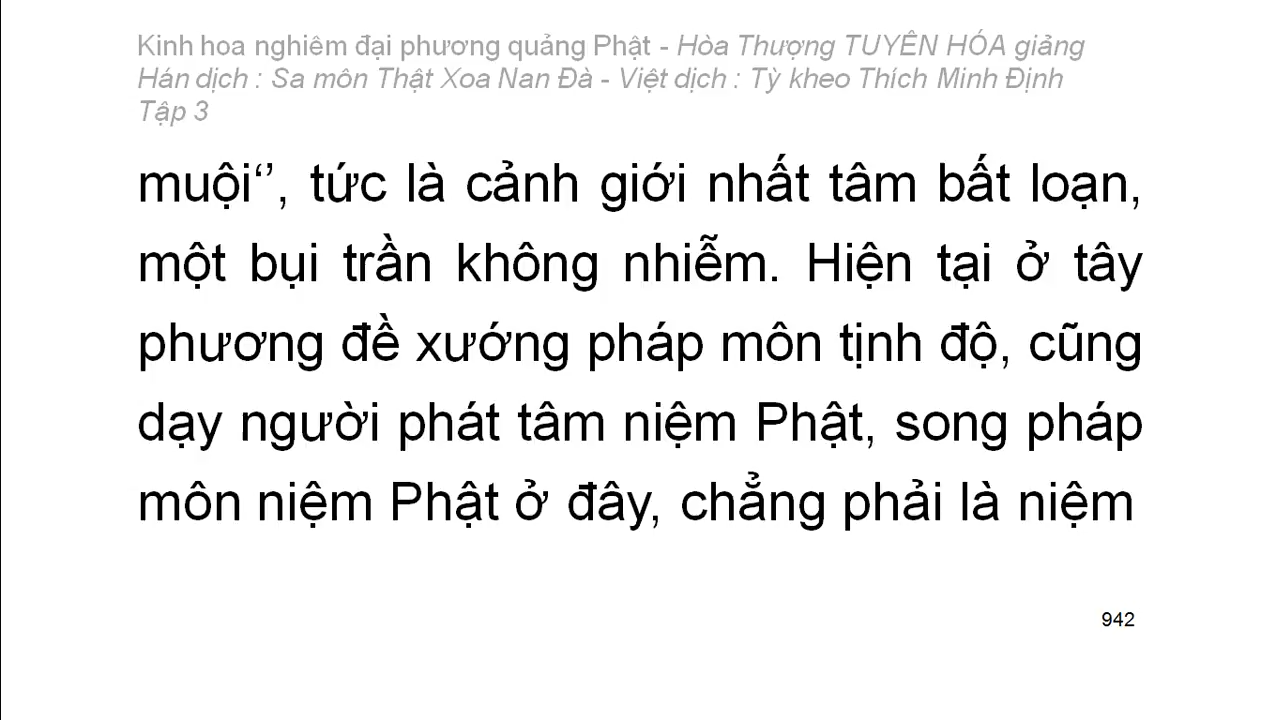 Kinh hoa nghiêm đại phương quảng Phật - Hòa Thượng TUYÊN HÓA giảng
Hán dịch : Sa môn Thật Xoa Nan Đà - Việt dịch : Tỳ kheo Thích Minh Định
Tập 3
muội‘’, tức là cảnh giới nhất tâm bất loạn,
một bụi trần không nhiễm. Hiện tại ở tây
phương đề xướng pháp môn tịnh độ, cũng
dạy người phát tâm niệm Phật, song pháp
môn niệm Phật ở đây, chẳng phải là niệm
942